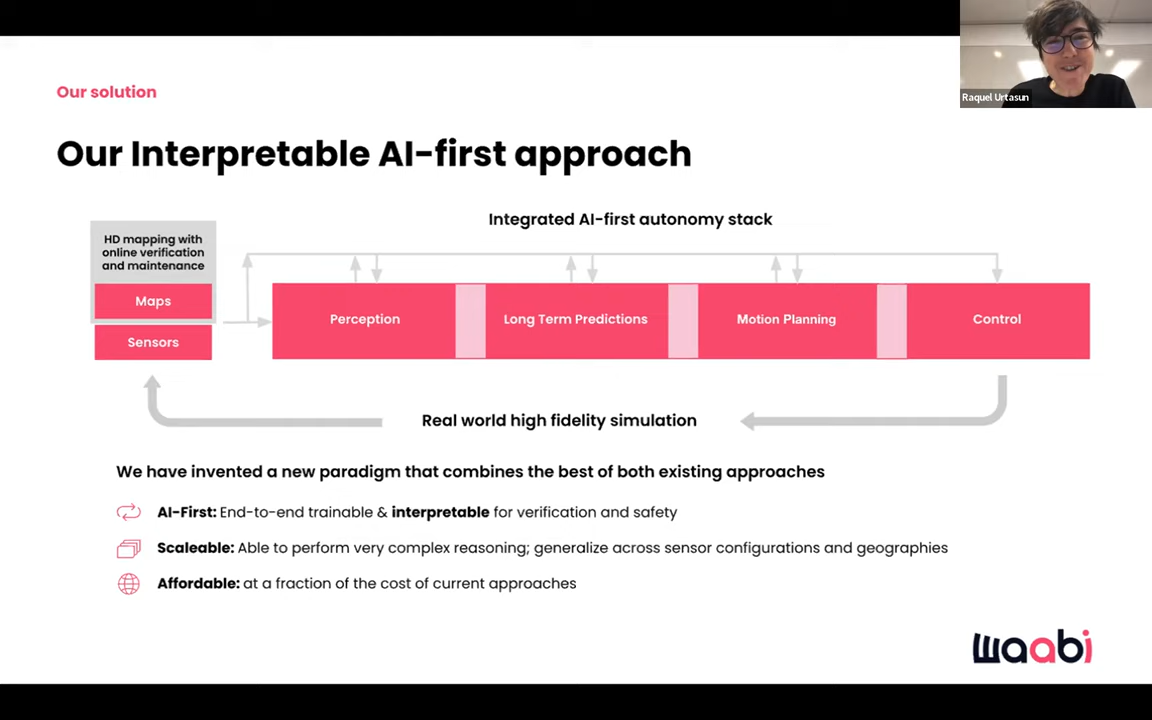 Our solution
Raquel Urtasun
Our Interpretable AI-first approach
Integrated AI-first autonomy stack
HD mapping with
online verification
and maintenance
Maps
Sensors
Perception
Long Term Predictions
Motion Planning
Control
Real world high fidelity simulation
We have invented a new paradigm that combines the best of both existing approaches
AI-First: End-to-end trainable & interpretable for verification and safety
Scaleable: Able to perform very complex reasoning; generalize across sensor configurations and geographies
Affordable: at a fraction of the cost of current approaches
waabi